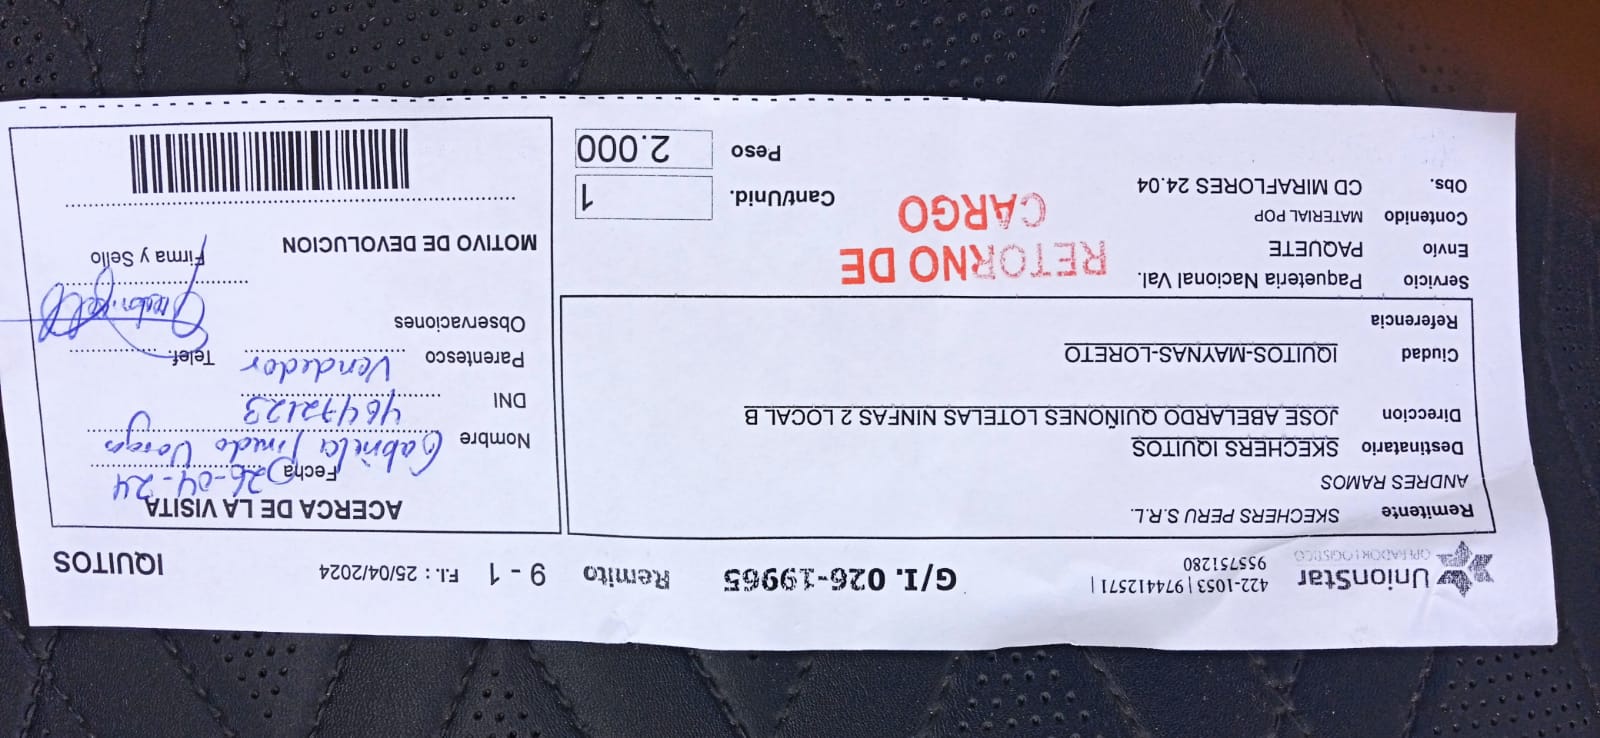 UnionStar
OPERADOR LOGISTICO
422-1053 | 974412571 |
955751280
G/I. 026-19965
Remito 9 - 1 F.I. : 25/04/2024
IQUITOS
Remitente SKECHERS PERU S.R.L.
ANDRES RAMOS
Destinatario SKECHERS IQUITOS
Direccion JOSE ABELARDO QUIÑONES LOTELAS NINFAS 2 LOCAL B
Ciudad IQUITOS-MAYNAS-LORETO
Referencia
Servicio Paqueteria Nacional Val.
Envio PAQUETE
Contenido MATERIAL POP
Obs. CD MIRAFLORES 24.04
RETORNO DE
CARGO
Cant/Unid. 1
Peso 2.000
ACERCA DE LA VISITA
Fecha 26-04-24
Nombre Gabriela Pinedo Vargas
DNI 46472123
Parentesco Vendedor Telef.
Observaciones
Firma y Sello
MOTIVO DE DEVOLUCION